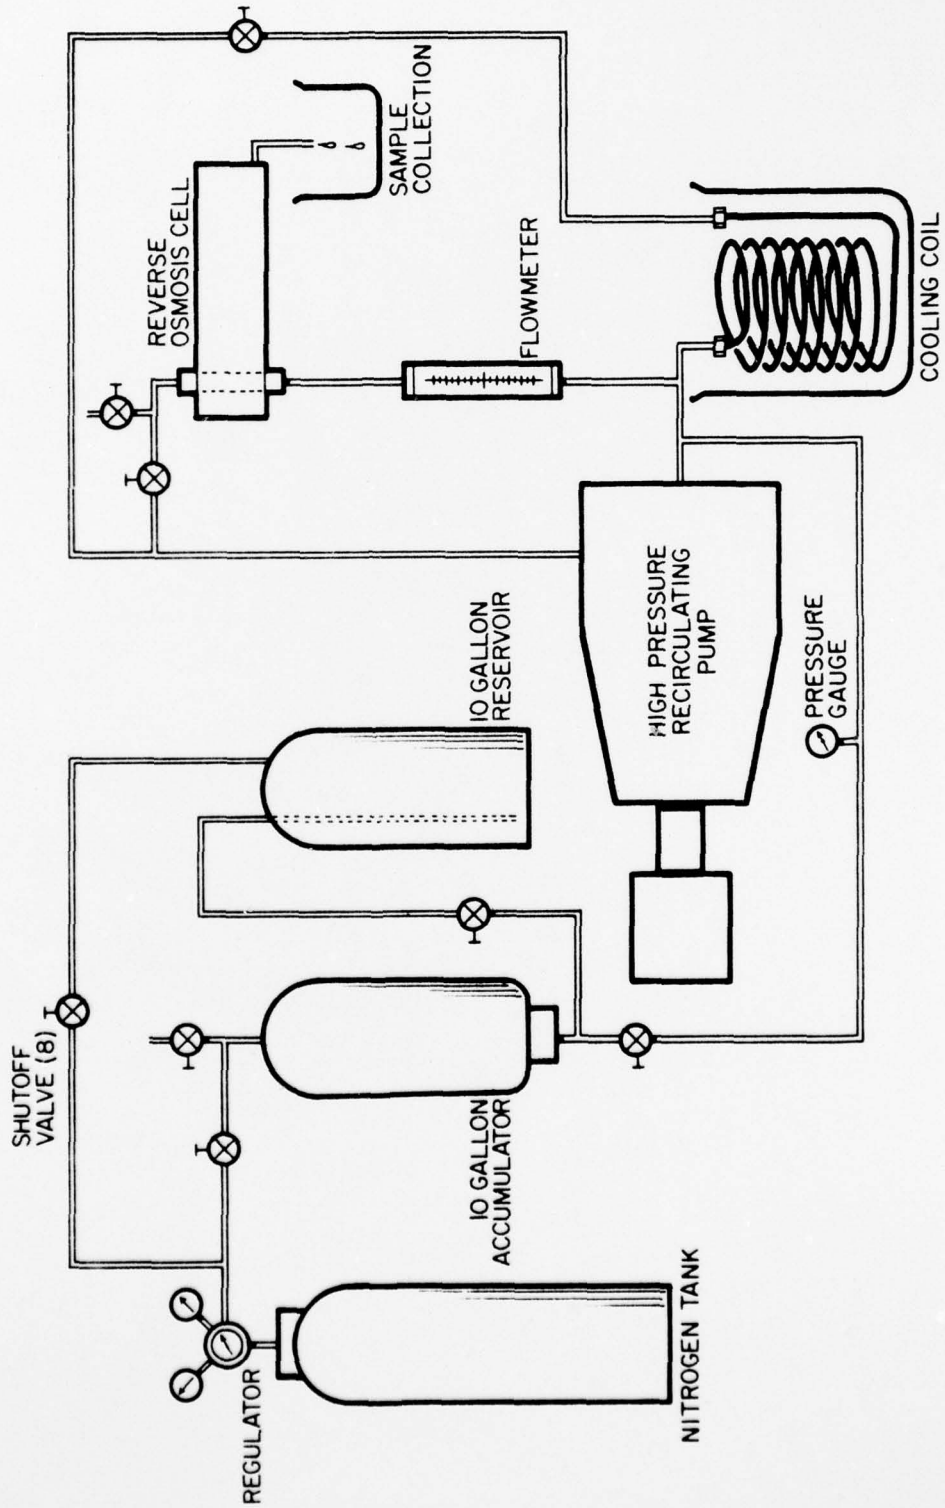 SHUTOFF
VALVE (8)
REGULATOR
NITROGEN TANK
10 GALLON
ACCUMULATOR
10 GALLON
RESERVOIR
HIGH PRESSURE
RECIRCULATING
PUMP
PRESSURE
GAUGE
REVERSE
OSMOSIS CELL
SAMPLE
COLLECTION
FLOWMETER
COOLING COIL